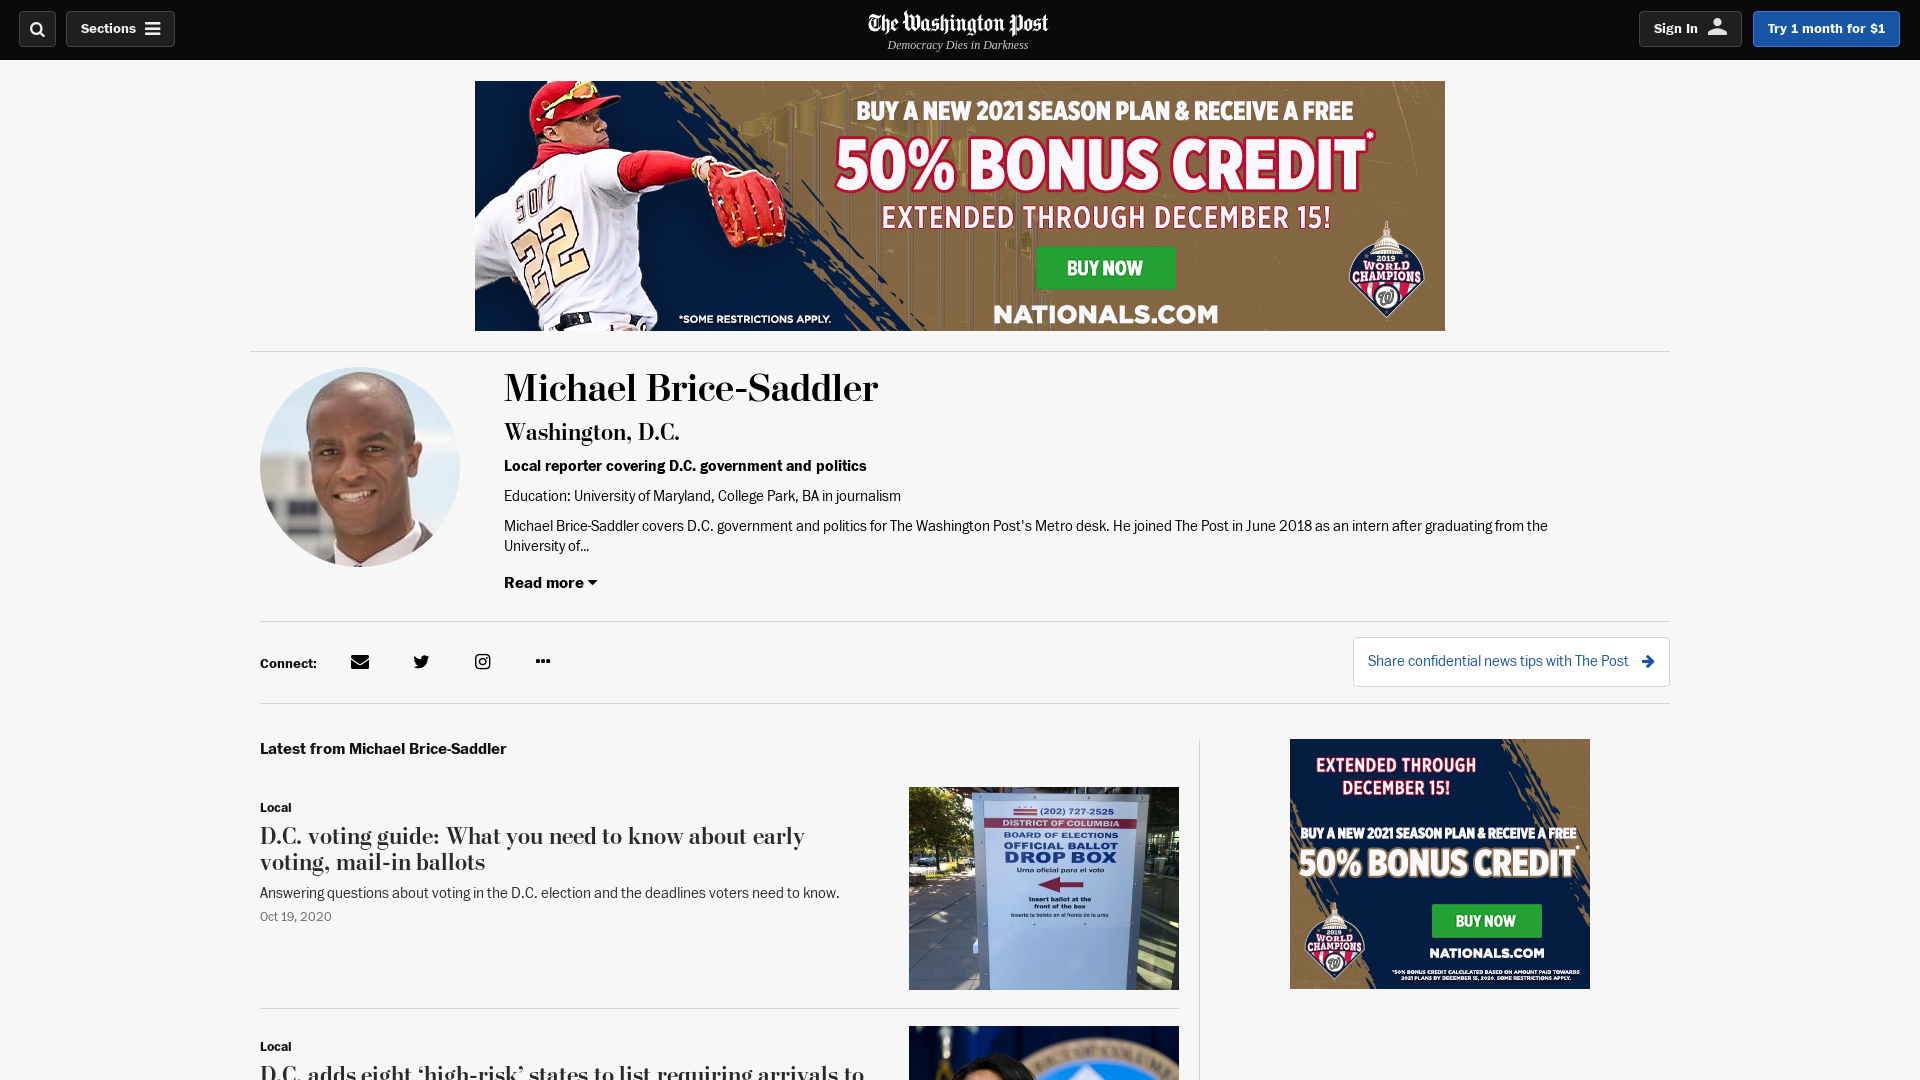 Sections
The Washington Post
Democracy Dies in Darkness
Sign In
Try 1 month for $1
BUY A NEW 2021 SEASON PLAN & RECEIVE A FREE
50% BONUS CREDIT*
EXTENDED THROUGH DECEMBER 15!
BUY NOW
NATIONALS.COM
*SOME RESTRICTIONS APPLY.
SOTO
22
2019
WORLD
CHAMPIONS
W
Michael Brice-Saddler
Washington, D.C.
Local reporter covering D.C. government and politics
Education: University of Maryland, College Park, BA in journalism
Michael Brice-Saddler covers D.C. government and politics for The Washington Post's Metro desk. He joined The Post in June 2018 as an intern after graduating from the
University of...
Read more
Connect:
Share confidential news tips with The Post
Latest from Michael Brice-Saddler
Local
D.C. voting guide: What you need to know about early
voting, mail-in ballots
Answering questions about voting in the D.C. election and the deadlines voters need to know.
Oct 19, 2020
(202) 727-2525
DISTRICT OF COLUMBIA
BOARD OF ELECTIONS
OFFICIAL BALLOT
DROP BOX
Urna oficial para el voto
Insert ballot at the
front of the box
Inserte la boleta en el frente de la urna
EXTENDED THROUGH
DECEMBER 15!
BUY A NEW 2021 SEASON PLAN & RECEIVE A FREE
50% BONUS CREDIT*
BUY NOW
NATIONALS.COM
2019
WORLD
CHAMPIONS
W
*50% BONUS CREDIT CALCULATED BASED ON AMOUNT PAID TOWARDS
2021 PLANS BY DECEMBER 15, 2020. SOME RESTRICTIONS APPLY.
Local
D.C. adds eight ‘high-risk’ states to list requiring arrivals to